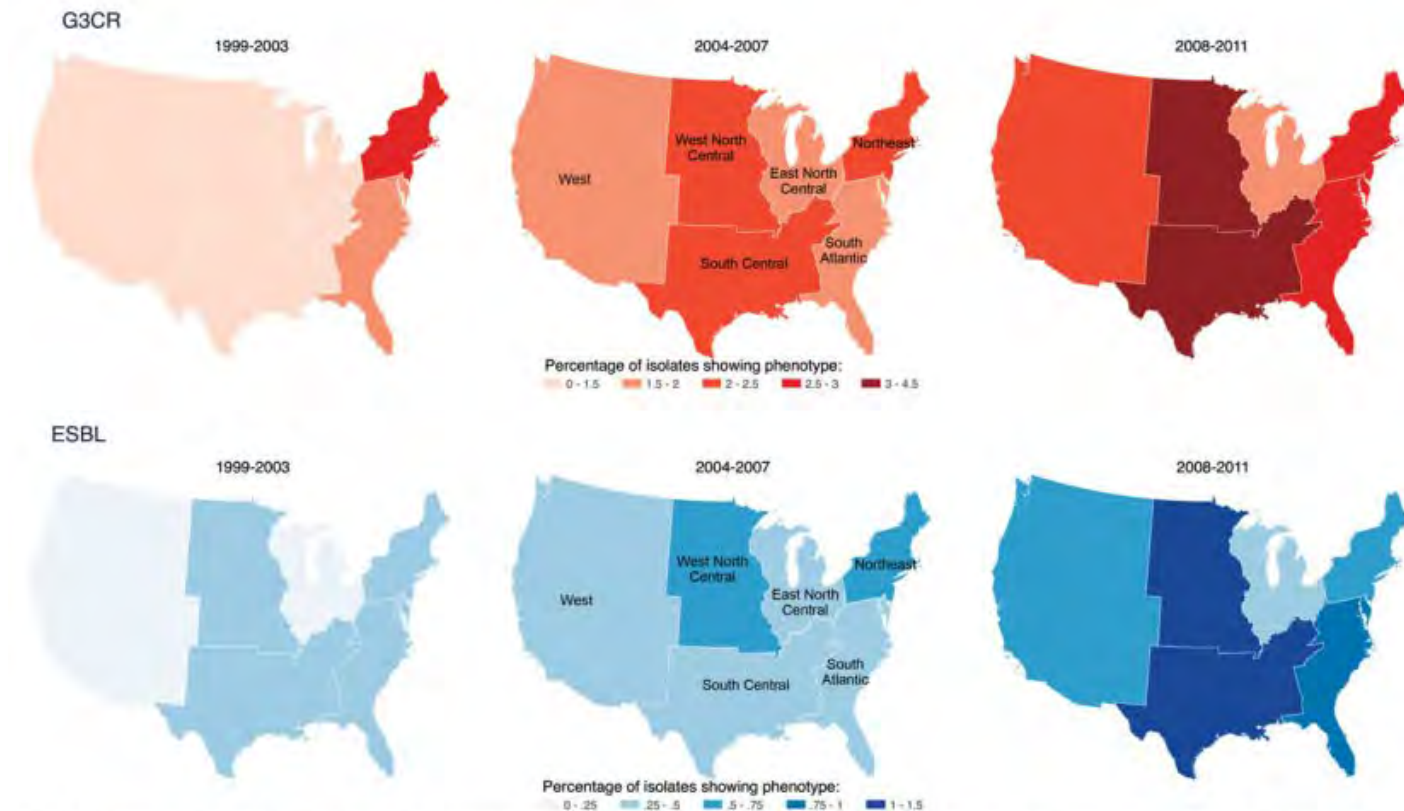 G3CR
1999-2003
2004-2007
2008-2011
West
West North
Central
East North
Central
Northeast
South Central
South
Atlantic
Percentage of isolates showing phenotype:
0 - 1.5 1.5 - 2 2 - 2.5 2.5 - 3 3 - 4.5
ESBL
1999-2003
2004-2007
2008-2011
West
West North
Central
East North
Central
Northeast
South Central
South
Atlantic
Percentage of isolates showing phenotype:
0 - .25 .25 - .5 .5 - .75 .75 - 1 1 - 1.5